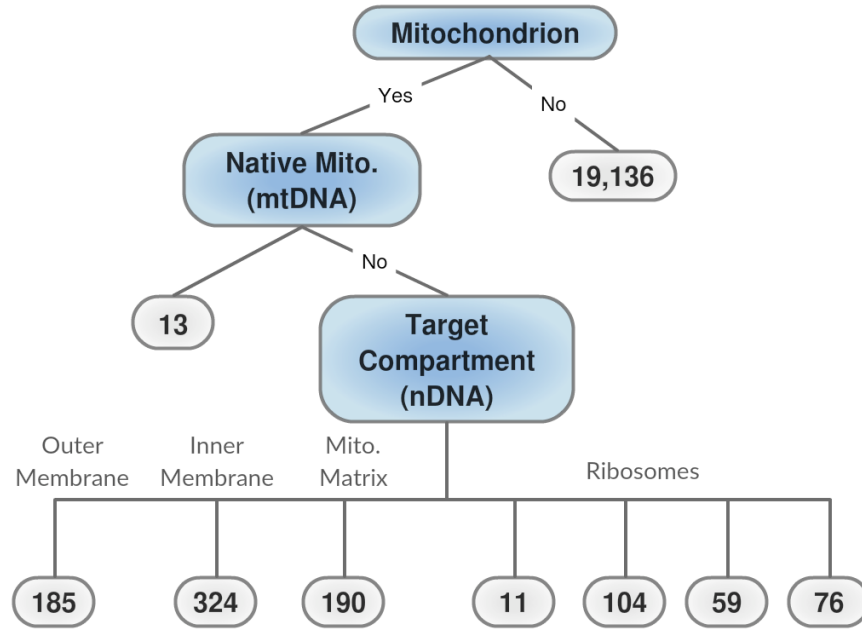 Mitochondrion
Yes
No
Native Mito.
(mtDNA)
19,136
No
13
Target
Compartment
(nDNA)
Outer
Membrane
Inner
Membrane
Mito.
Matrix
Ribosomes
185
324
190
11
104
59
76